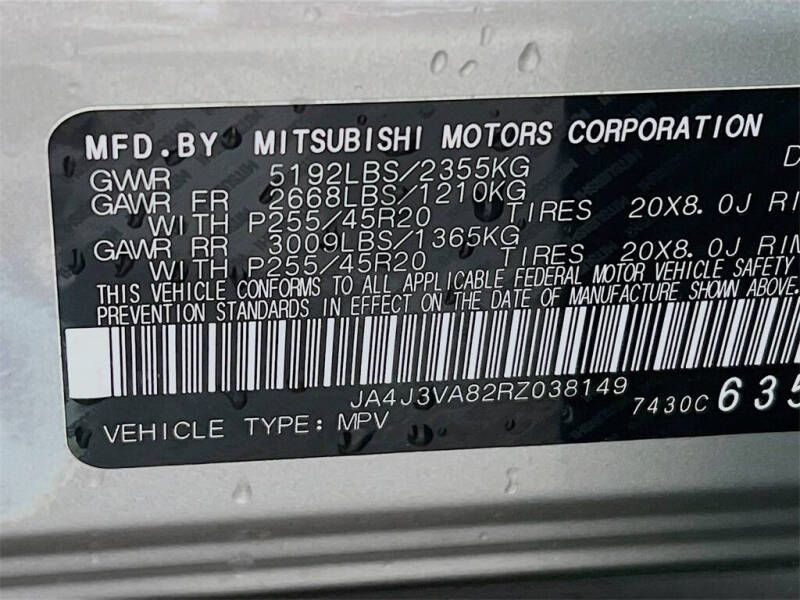 MFD.BY MITSUBISHI MOTORS CORPORATION
GVWR 5192LBS/2355KG
GAWR FR 2668LBS/1210KG
WITH P255/45R20 TIRES 20X8.0J
GAWR RR 3009LBS/1365KG
WITH P255/45R20 TIRES 20X8.0J
THIS VEHICLE CONFORMS TO ALL APPLICABLE FEDERAL MOTOR VEHICLE SAFETY
PREVENTION STANDARDS IN EFFECT ON THE DATE OF MANUFACTURE SHOWN ABOVE.
JA4J3VA82RZ038149
7430C 635
VEHICLE TYPE: MPV